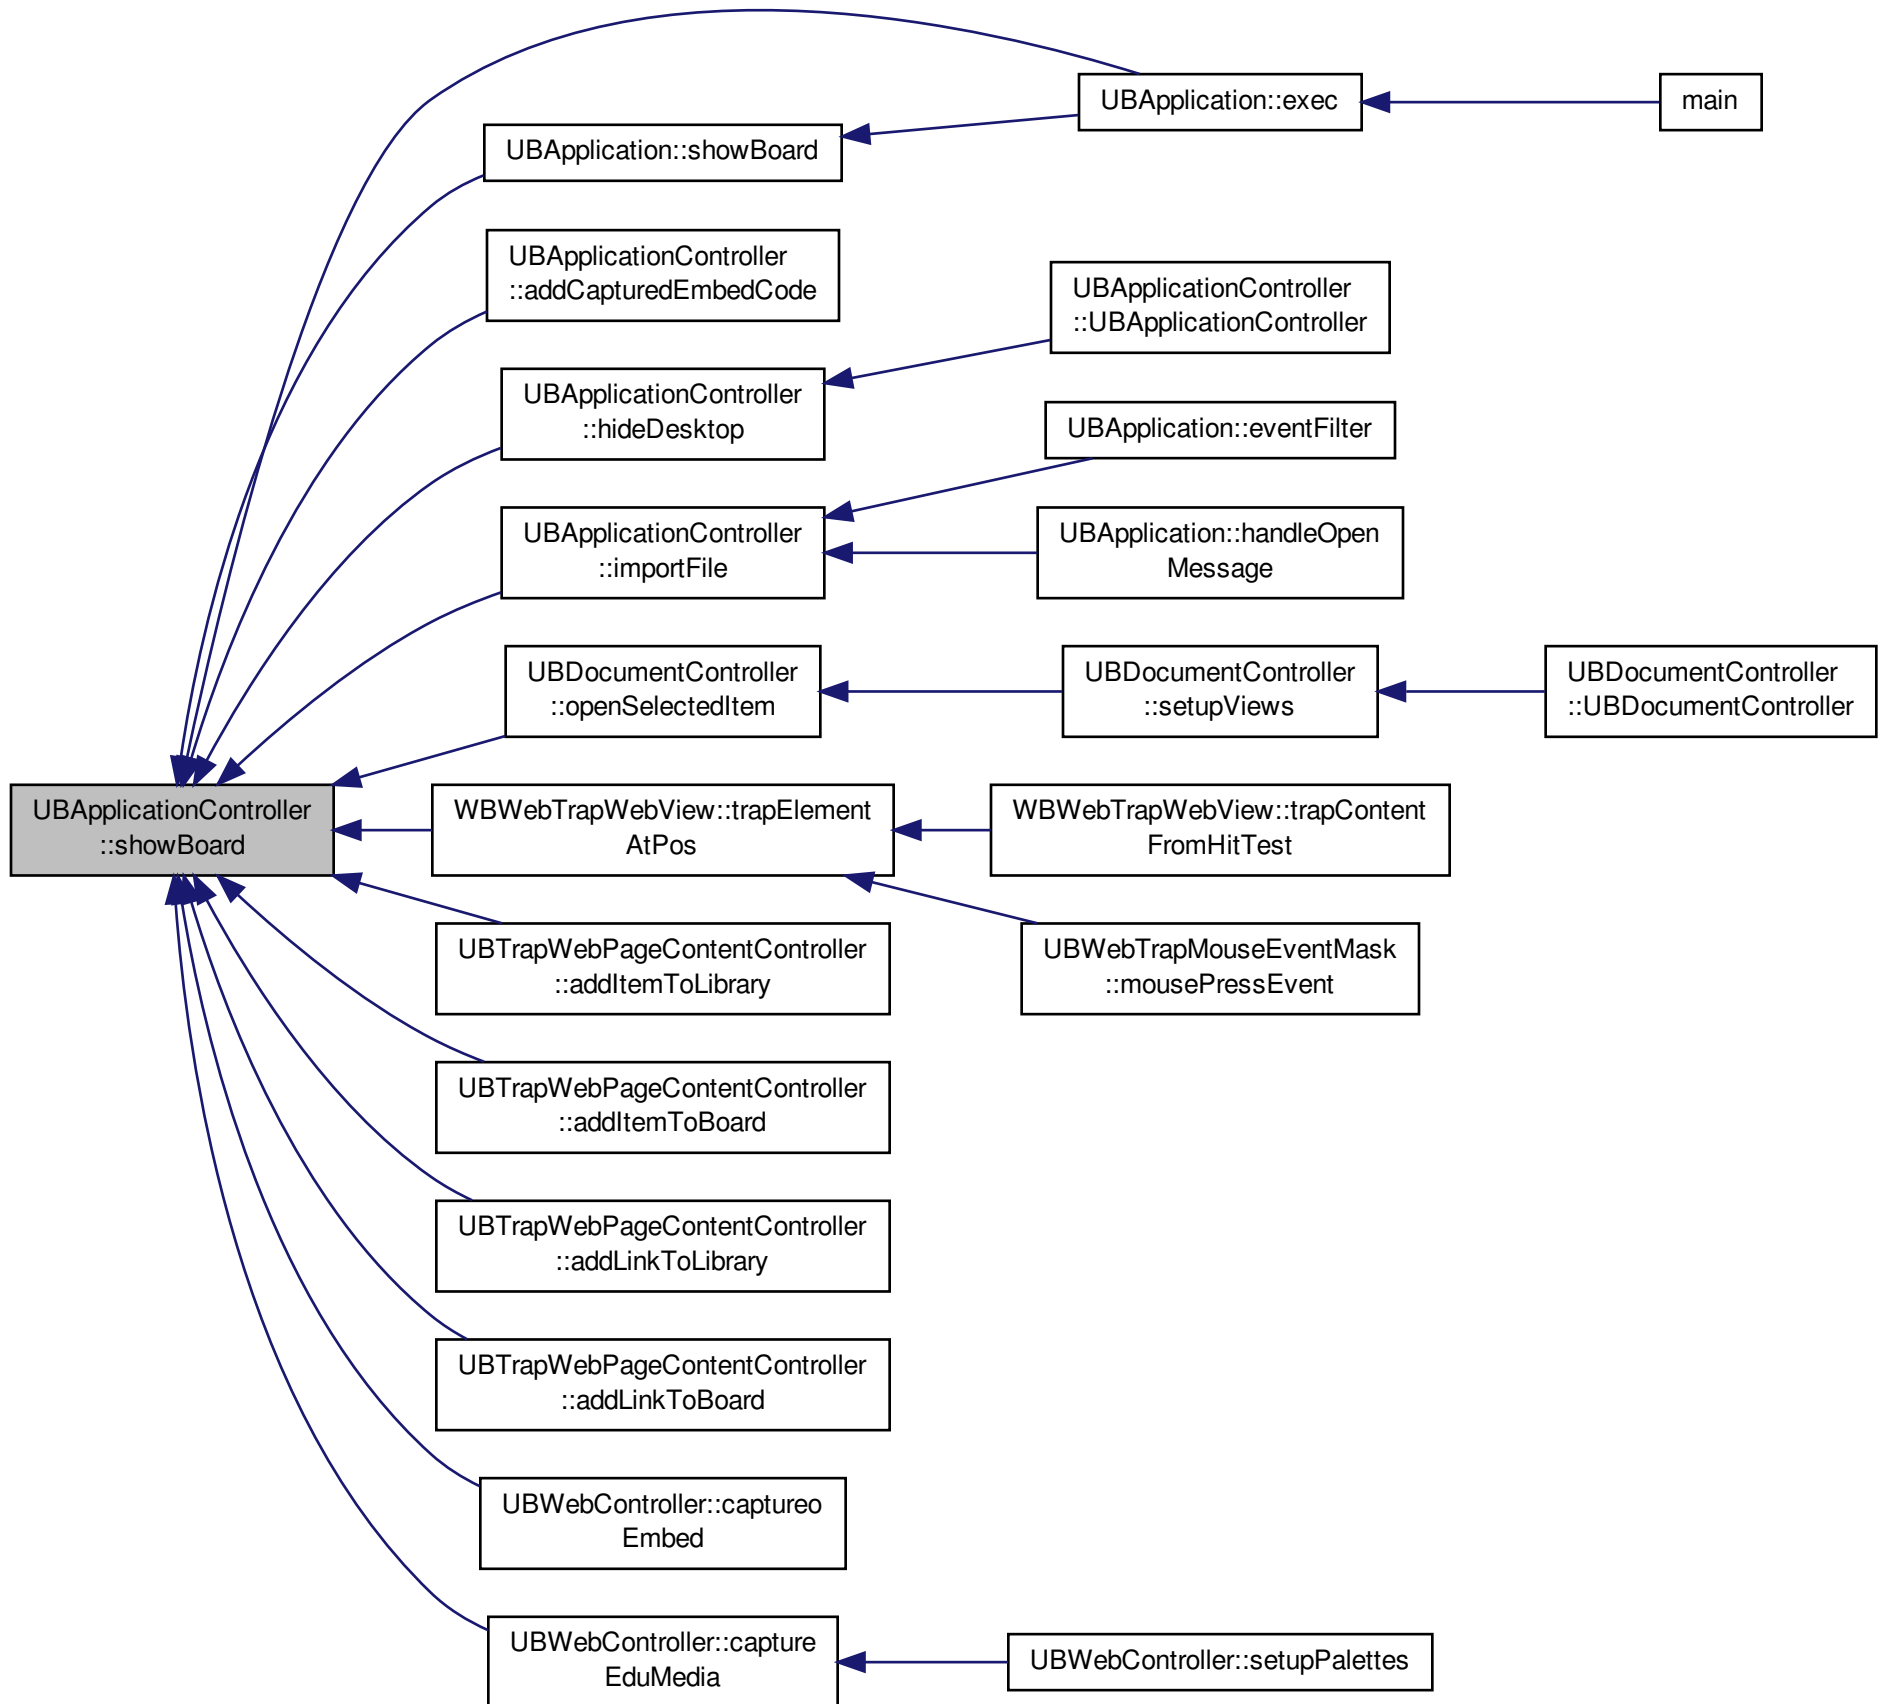 UBApplication::exec
main
UBApplication::showBoard
UBApplicationController
::addCapturedEmbedCode
UBApplicationController
::UBApplicationController
UBApplicationController
::hideDesktop
UBApplication::eventFilter
UBApplicationController
::importFile
UBApplication::handleOpen
Message
UBDocumentController
::openSelectedItem
UBDocumentController
::setupViews
UBDocumentController
::UBDocumentController
UBApplicationController
::showBoard
WBWebTrapWebView::trapElement
AtPos
WBWebTrapWebView::trapContent
FromHitTest
UBTrapWebPageContentController
::addItemToLibrary
UBWebTrapMouseEventMask
::mousePressEvent
UBTrapWebPageContentController
::addItemToBoard
UBTrapWebPageContentController
::addLinkToLibrary
UBTrapWebPageContentController
::addLinkToBoard
UBWebController::captureo
Embed
UBWebController::capture
EduMedia
UBWebController::setupPalettes